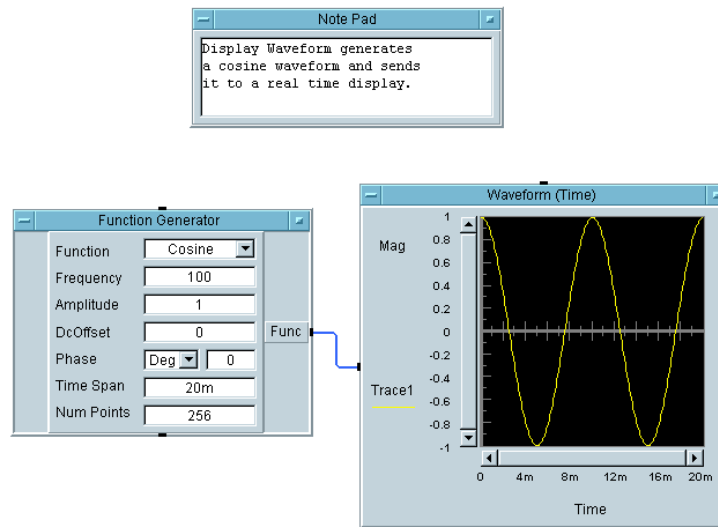 Note Pad
Display Waveform generates
a cosine waveform and sends
it to a real time display.
Function Generator
Function Cosine
Frequency 100
Amplitude 1
DcOffset 0
Func
Phase Deg 0
Time Span 20m
Num Points 256
Waveform (Time)
Mag
Trace1
1
0.8
0.6
0.4
0.2
0
-0.2
-0.4
-0.6
-0.8
-1
0 4m 8m 12m 16m 20m
Time